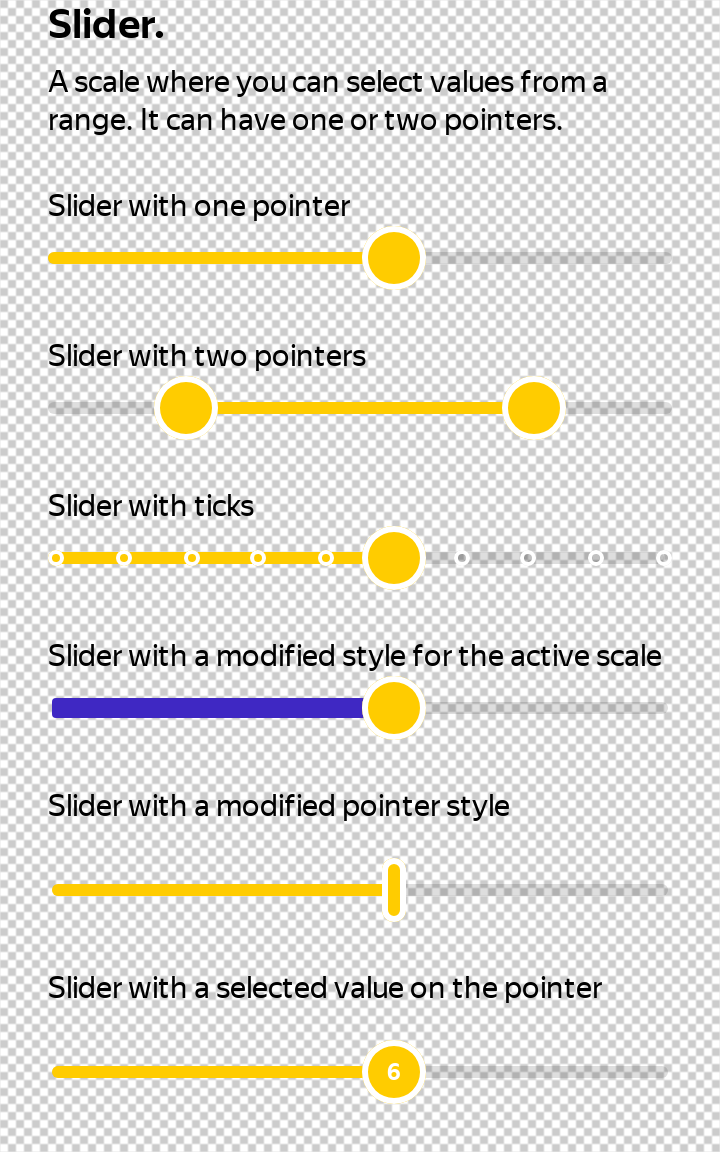 Slider.
A scale where you can select values from a
range. It can have one or two pointers.
Slider with one pointer
Slider with two pointers
Slider with ticks
Slider with a modified style for the active scale
Slider with a modified pointer style
Slider with a selected value on the pointer
6